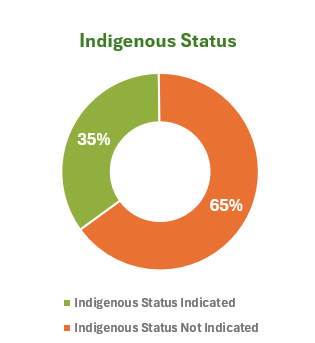 Indigenous Status
35%
65%
Indigenous Status Indicated
Indigenous Status Not Indicated